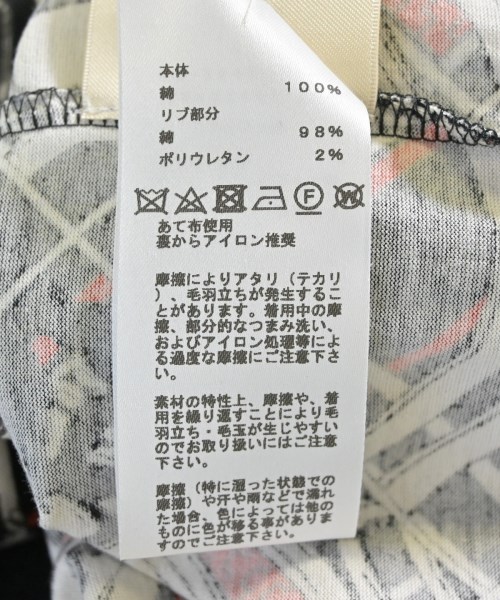 本体
綿 100%
リブ部分
綿 98%
ポリウレタン 2%
F W
あて布使用
裏からアイロン推奨
摩擦によりアタリ（テカリ
）、毛羽立ちが発生するこ
とがあります。着用中の摩
擦、部分的なつまみ洗い、
およびアイロン処理等によ
る過度な摩擦にご注意下さ
い。
素材の特性上、摩擦や、着
用を繰り返すことにより毛
羽立ち・毛玉が生じやすい
のでお取り扱いにはご注意
下さい。
摩擦（特に湿った状態での
摩擦）や汗や雨などで濡れ
た場合、色によっては他の
ものに色が移る事がありま
すのでご注意下さい。